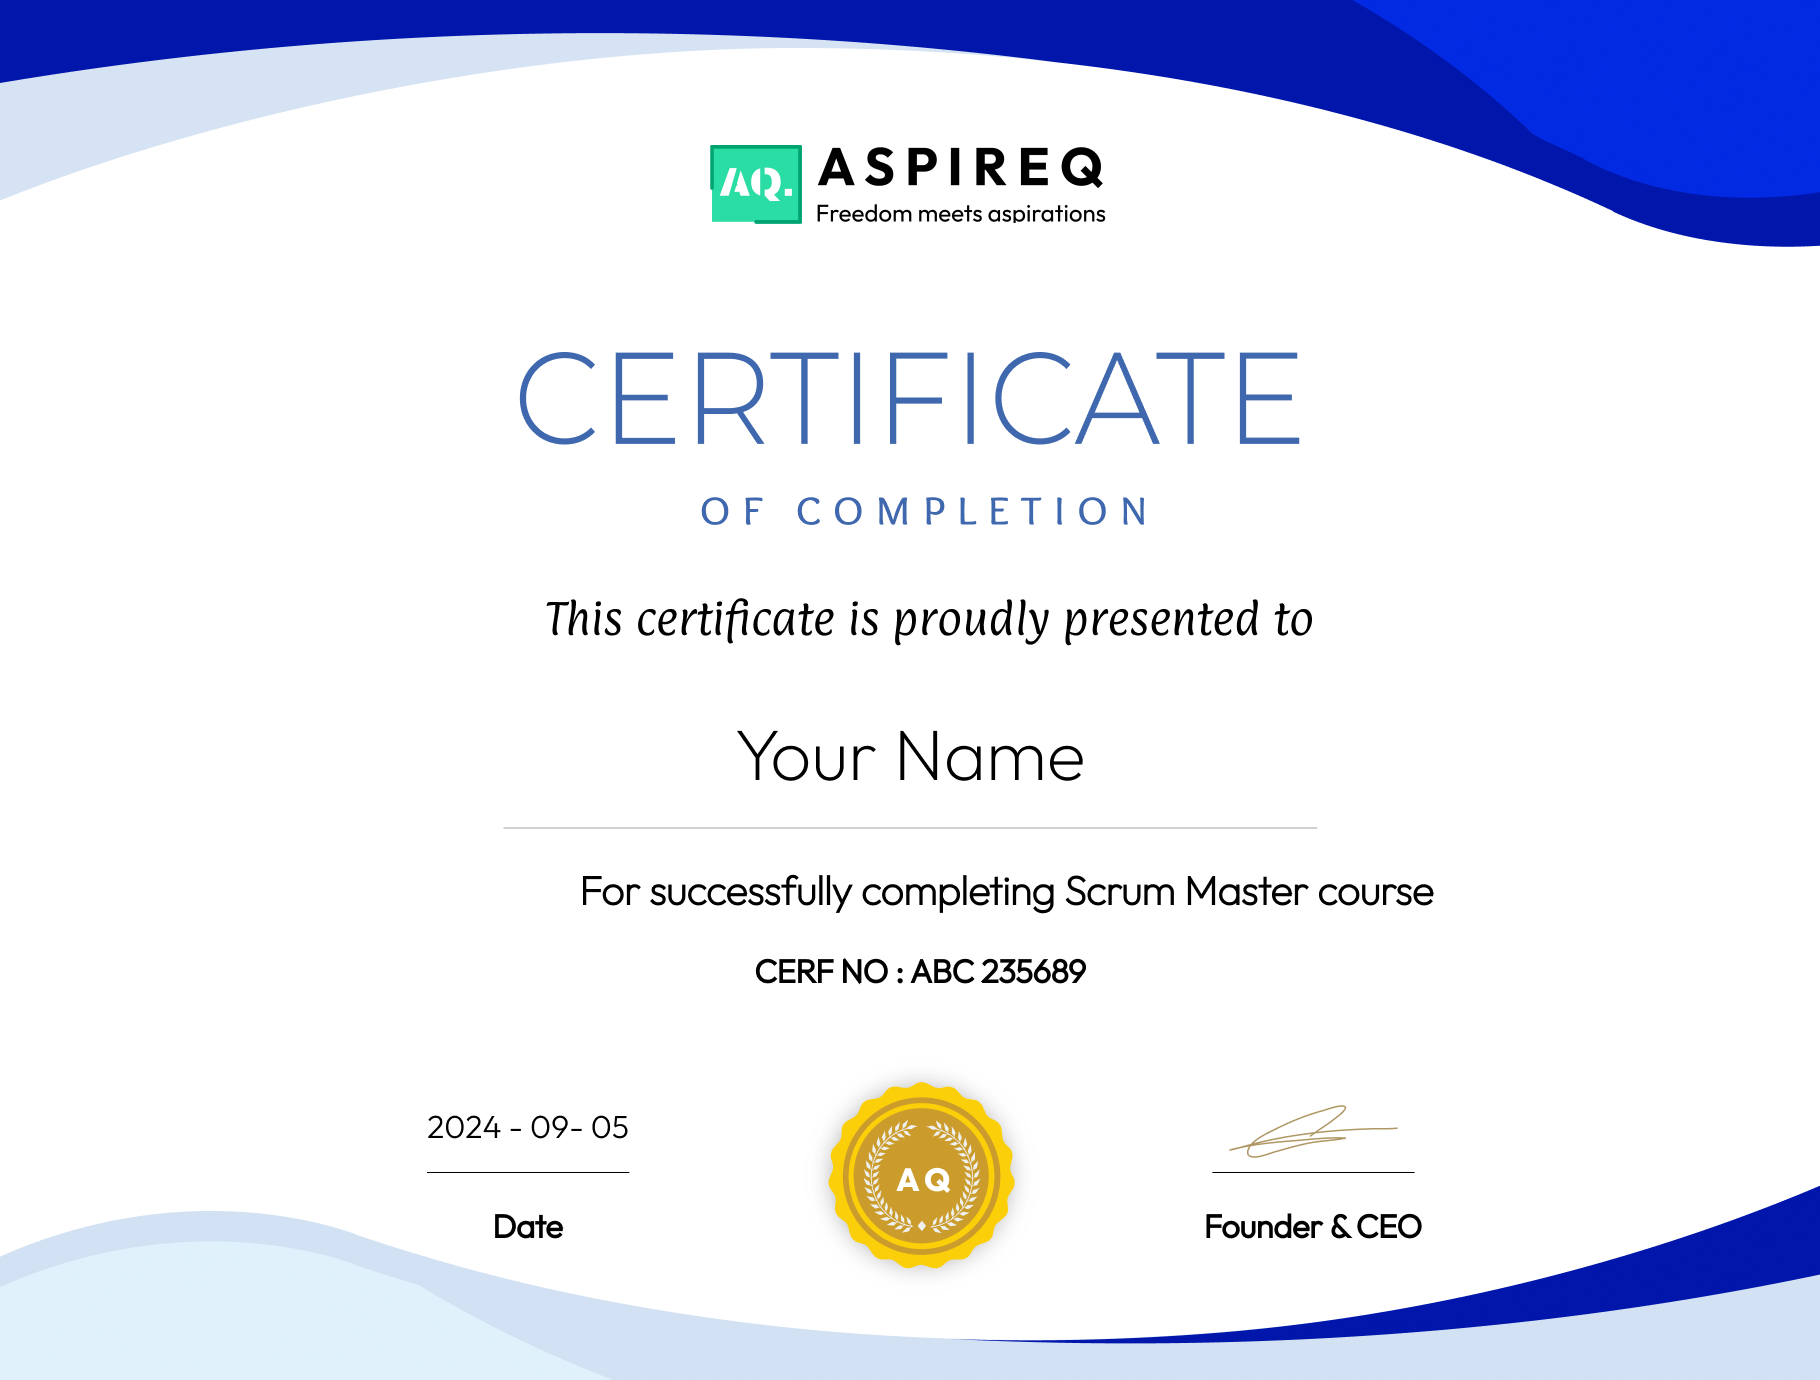 AQ.
ASPIREQ
Freedom meets aspirations
CERTIFICATE
OF COMPLETION
This certificate is proudly presented to
Your Name
For successfully completing Scrum Master course
CERF NO : ABC 235689
2024 - 09- 05
AQ
Date
Founder & CEO